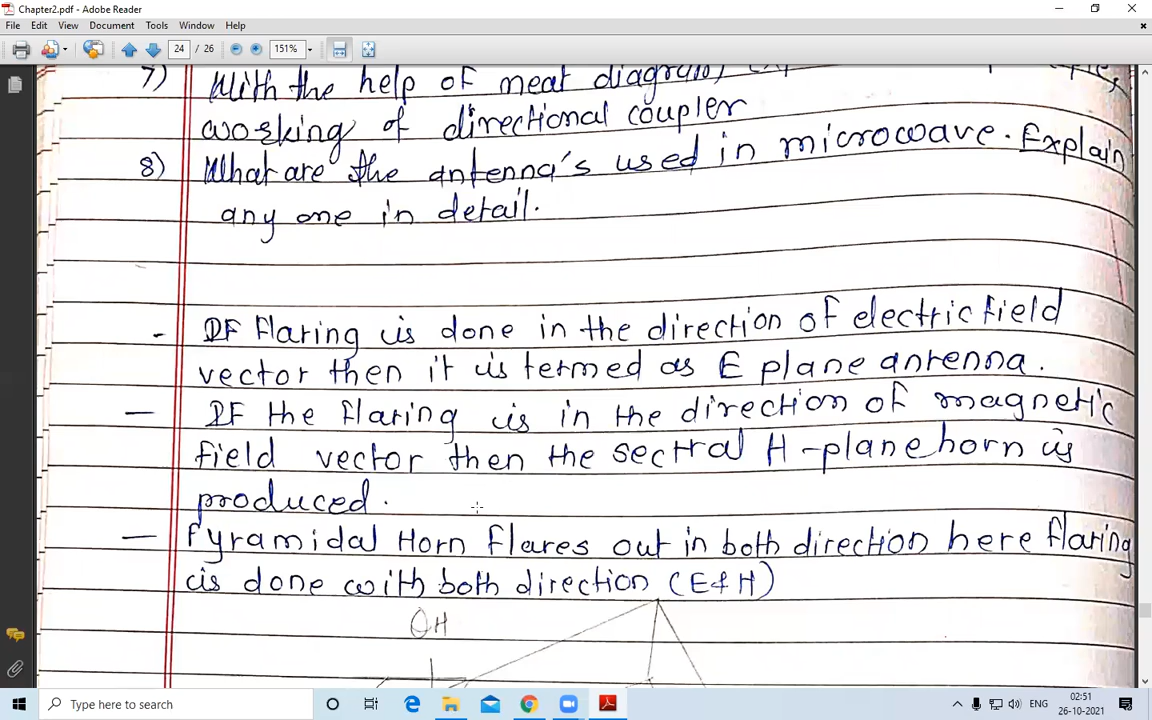 Chapter2.pdf - Adobe Reader
File Edit View Document Tools Window Help
24 / 26 151%
7) With the help of neat diagram,
working of directional coupler
8) What are the antenna's used in microwave. Explain
any one in detail.
- If flaring is done in the direction of electric field
vector then it is termed as E plane antenna.
— If the flaring is in the direction of magnetic
field vector then the sectral H-plane horn is
produced.
— Pyramidal Horn flares out in both direction here flaring
is done with both direction (E & H)
θH
Type here to search
ENG
02:51
26-10-2021